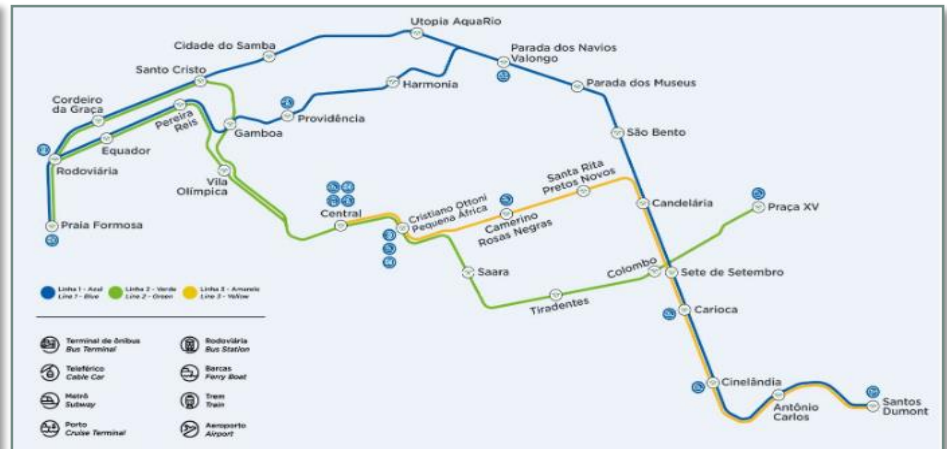 Utopia AquaRio
Cidade do Samba
Parada dos Navios
Valongo
Santo Cristo
Harmonia
Parada dos Museus
Cordeiro
da Graça
Pereira
Reis
Gamboa
Providência
São Bento
Equador
Rodoviária
Vila
Olímpica
Santa Rita
Pretos Novos
Central
Cristiano Ottoni
Pequena África
Camerino
Rosas Negras
Candelária
Praça XV
Praia Formosa
Saara
Colombo
Sete de Setembro
Tiradentes
Carioca
Linha 1 - Azul
Line 1 - Blue
Linha 2 - Verde
Line 2 - Green
Linha 3 - Amarela
Line 3 - Yellow
Cinelândia
Antônio
Carlos
Santos
Dumont
Terminal de ônibus
Bus Terminal
Rodoviária
Bus Station
Teleférico
Cable Car
Barcas
Ferry Boat
Metrô
Subway
Trem
Train
Porto
Cruise Terminal
Aeroporto
Airport